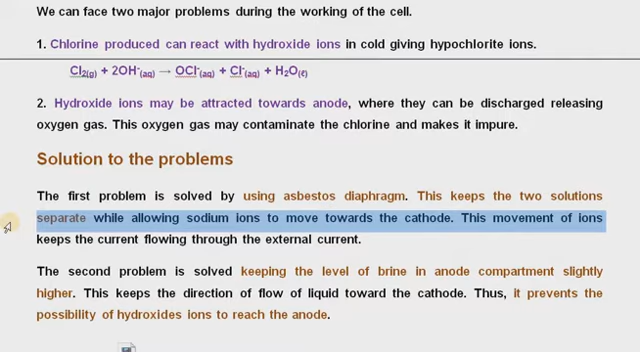 We can face two major problems during the working of the cell.
1. Chlorine produced can react with hydroxide ions in cold giving hypochlorite ions.
Cl2(g) + 2OH-(aq) → OCl-(aq) + Cl-(aq) + H2O(ℓ)
2. Hydroxide ions may be attracted towards anode, where they can be discharged releasing
oxygen gas. This oxygen gas may contaminate the chlorine and makes it impure.
Solution to the problems
The first problem is solved by using asbestos diaphragm. This keeps the two solutions
separate while allowing sodium ions to move towards the cathode. This movement of ions
keeps the current flowing through the external current.
The second problem is solved keeping the level of brine in anode compartment slightly
higher. This keeps the direction of flow of liquid toward the cathode. Thus, it prevents the
possibility of hydroxides ions to reach the anode.